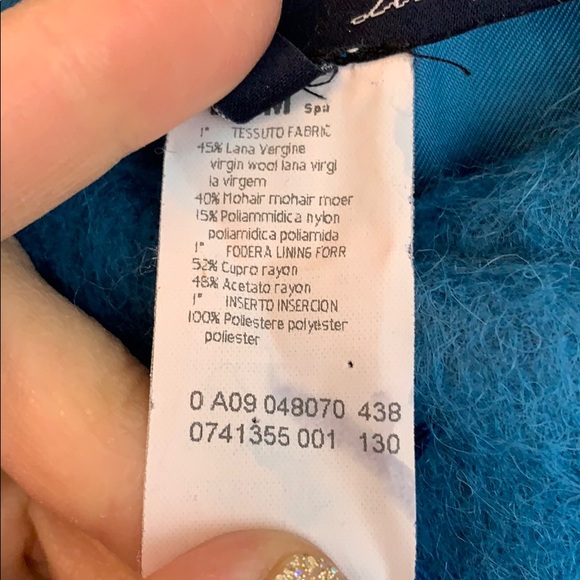 Spa
1° TESSUTO FABRIC
45% Lana Vergine
virgin wool lana virgi
la virgem
40% Mohair mohair moer
15% Poliammidica nylon
poliamidica poliamida
1° FODERA LINING FORR
52% Cupro rayon
48% Acetato rayon
1° INSERTO INSERCION
100% Poliestere polyester
poliester
0 A09 048070 438
0741355 001 130